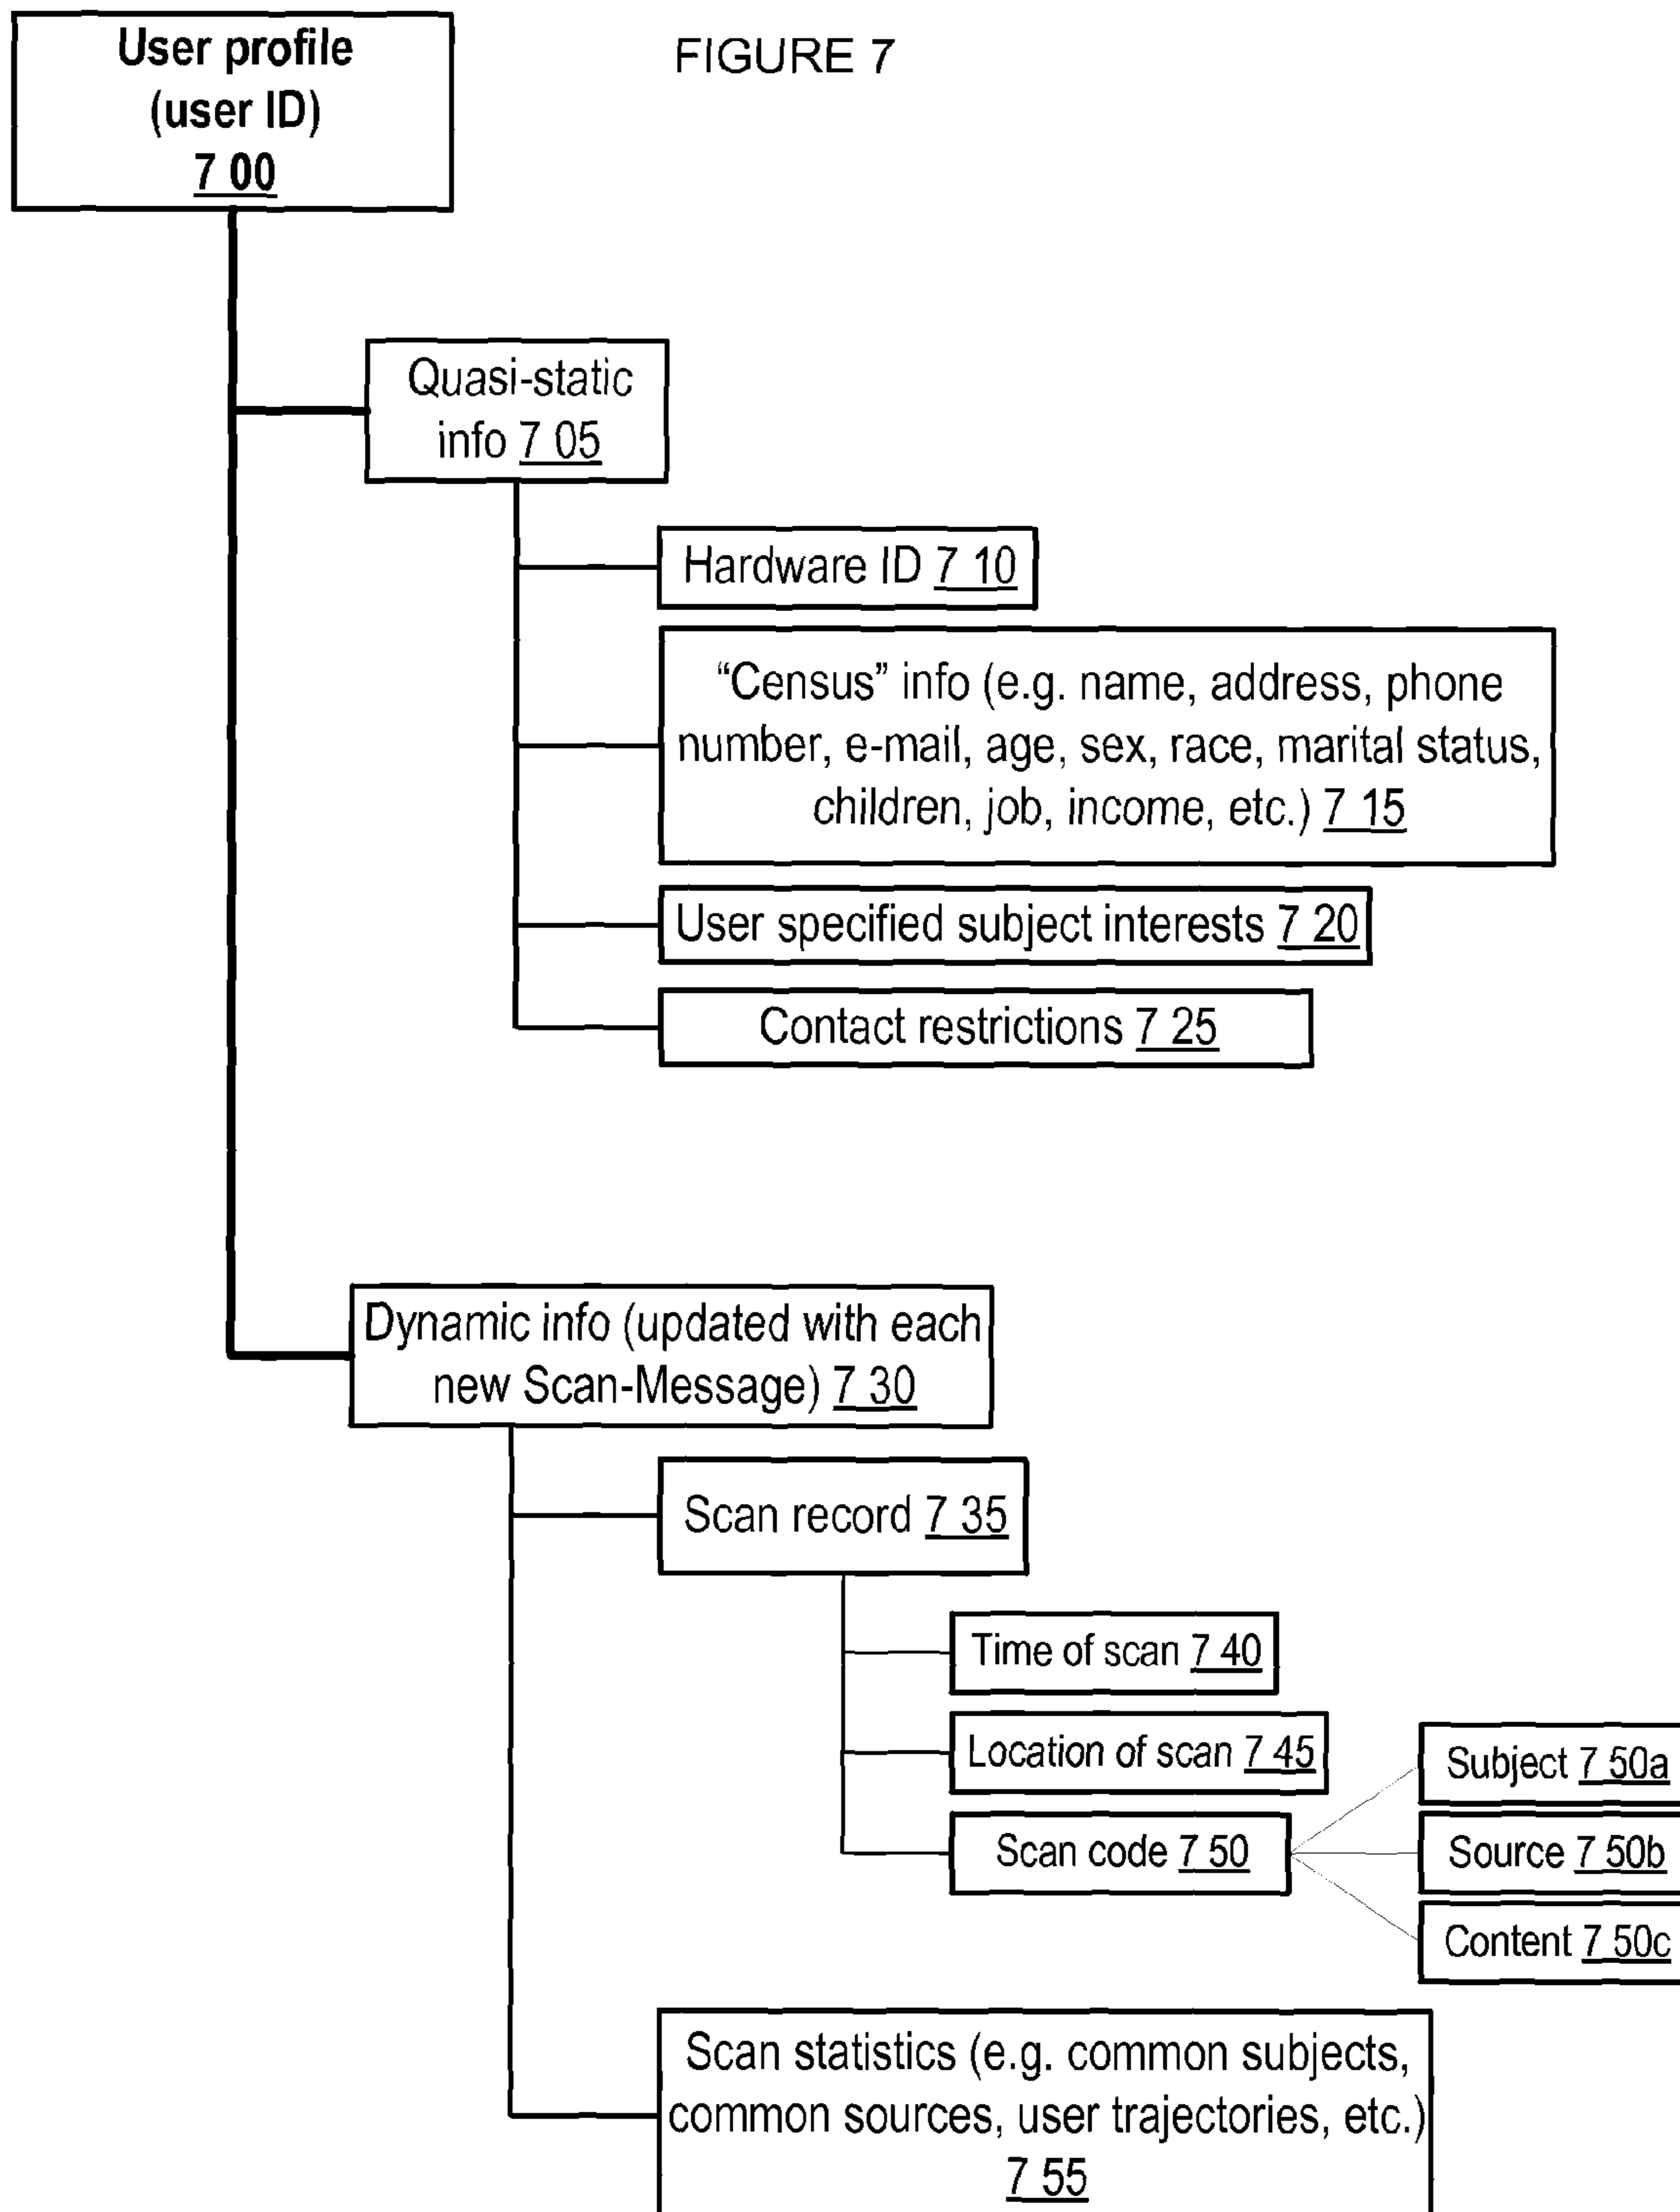 FIGURE 7
User profile
(user ID)
7 00
Quasi-static
info 7 05
Hardware ID 7 10
“Census” info (e.g. name, address, phone
number, e-mail, age, sex, race, marital status,
children, job, income, etc.) 7 15
User specified subject interests 7 20
Contact restrictions 7 25
Dynamic info (updated with each
new Scan-Message) 7 30
Scan record 7 35
Time of scan 7 40
Location of scan 7 45
Scan code 7 50
Subject 7 50a
Source 7 50b
Content 7 50c
Scan statistics (e.g. common subjects,
common sources, user trajectories, etc.)
7 55